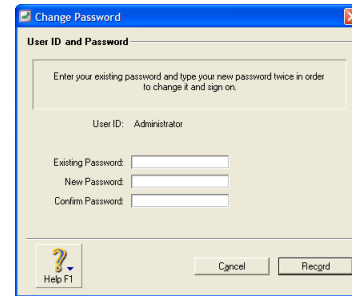 Change Password
User ID and Password
Enter your existing password and type your new password twice in order
to change it and sign on.
User ID: Administrator
Existing Password:
New Password:
Confirm Password:
Help F1
Cancel
Record